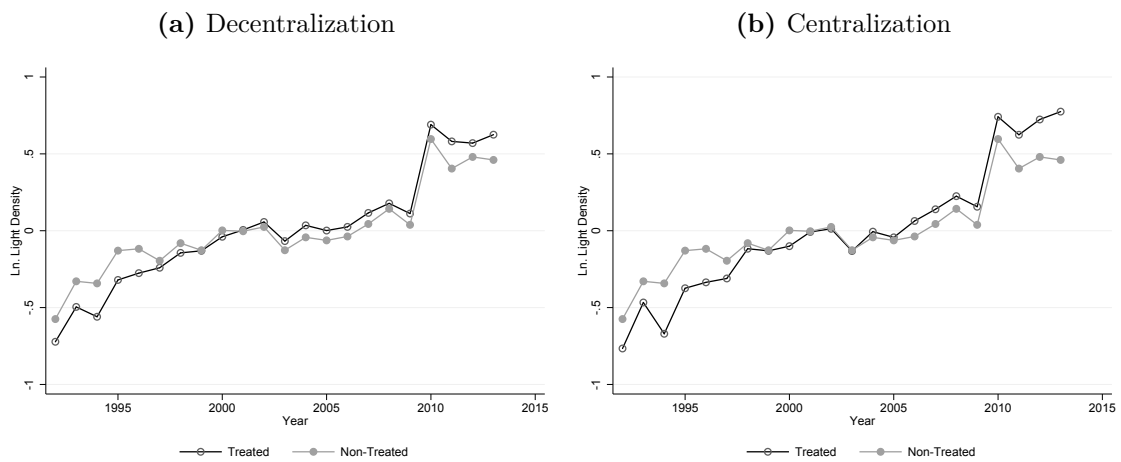 (a) Decentralization
1
.5
0
-.5
-1
Ln. Light Density
1995
2000
2005
2010
2015
Year
Treated
Non-Treated
(b) Centralization
1
.5
0
-.5
-1
Ln. Light Density
1995
2000
2005
2010
2015
Year
Treated
Non-Treated